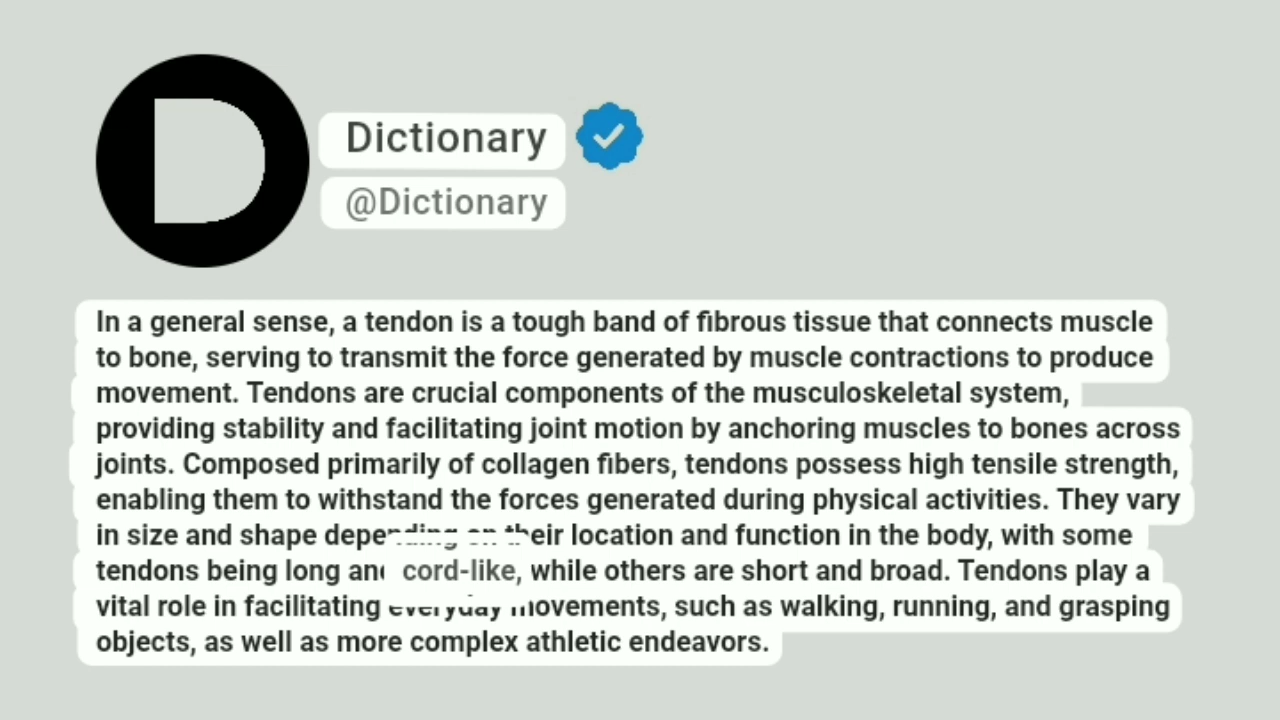 D
Dictionary
@Dictionary
In a general sense, a tendon is a tough band of fibrous tissue that connects muscle
to bone, serving to transmit the force generated by muscle contractions to produce
movement. Tendons are crucial components of the musculoskeletal system,
providing stability and facilitating joint motion by anchoring muscles to bones across
joints. Composed primarily of collagen fibers, tendons possess high tensile strength,
enabling them to withstand the forces generated during physical activities. They vary
in size and shape depending on their location and function in the body, with some
tendons being long and cord-like, while others are short and broad. Tendons play a
vital role in facilitating everyday movements, such as walking, running, and grasping
objects, as well as more complex athletic endeavors.